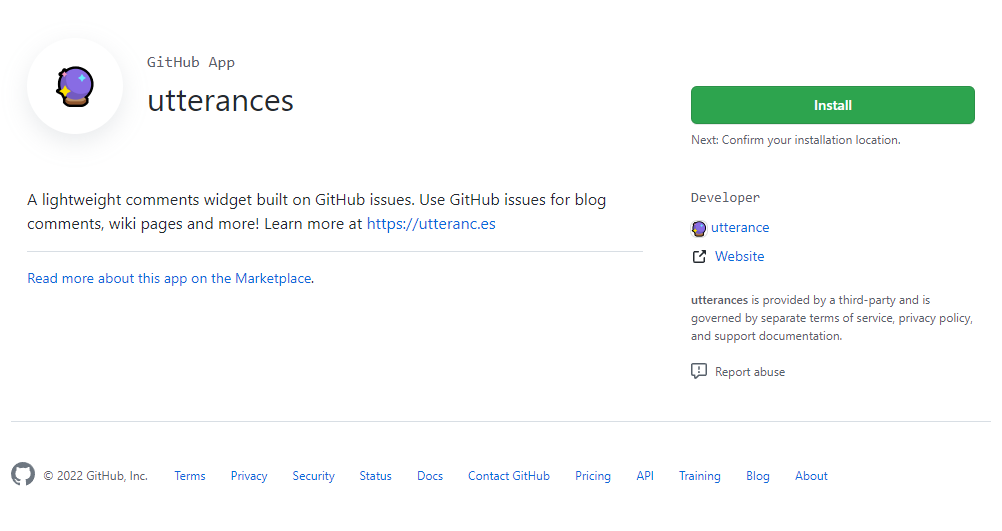 GitHub App
utterances
A lightweight comments widget built on GitHub issues. Use GitHub issues for blog
comments, wiki pages and more! Learn more at https://utteranc.es
Read more about this app on the Marketplace.
Install
Next: Confirm your installation location.
Developer
utterance
Website
utterances is provided by a third-party and is
governed by separate terms of service, privacy policy,
and support documentation.
Report abuse
© 2022 GitHub, Inc. Terms Privacy Security Status Docs Contact GitHub Pricing API Training Blog About